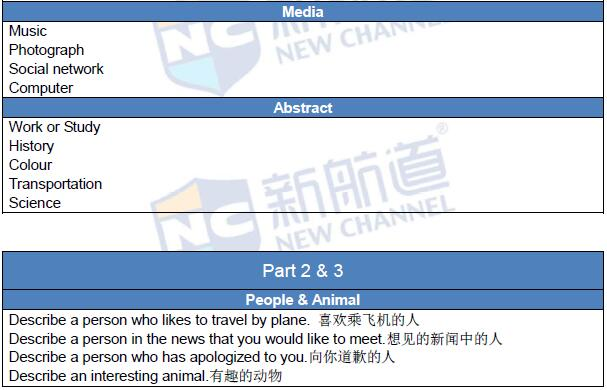 Media
Music
Photograph
Social network
Computer
Abstract
Work or Study
History
Colour
Transportation
Science
新航道®
NEW CHANNEL
NEW CHANNEL
Part 2 & 3
People & Animal
Describe a person who likes to travel by plane. 喜欢乘飞机的人
Describe a person in the news that you would like to meet.想见的新闻中的人
Describe a person who has apologized to you.向你道歉的人
Describe an interesting animal.有趣的动物